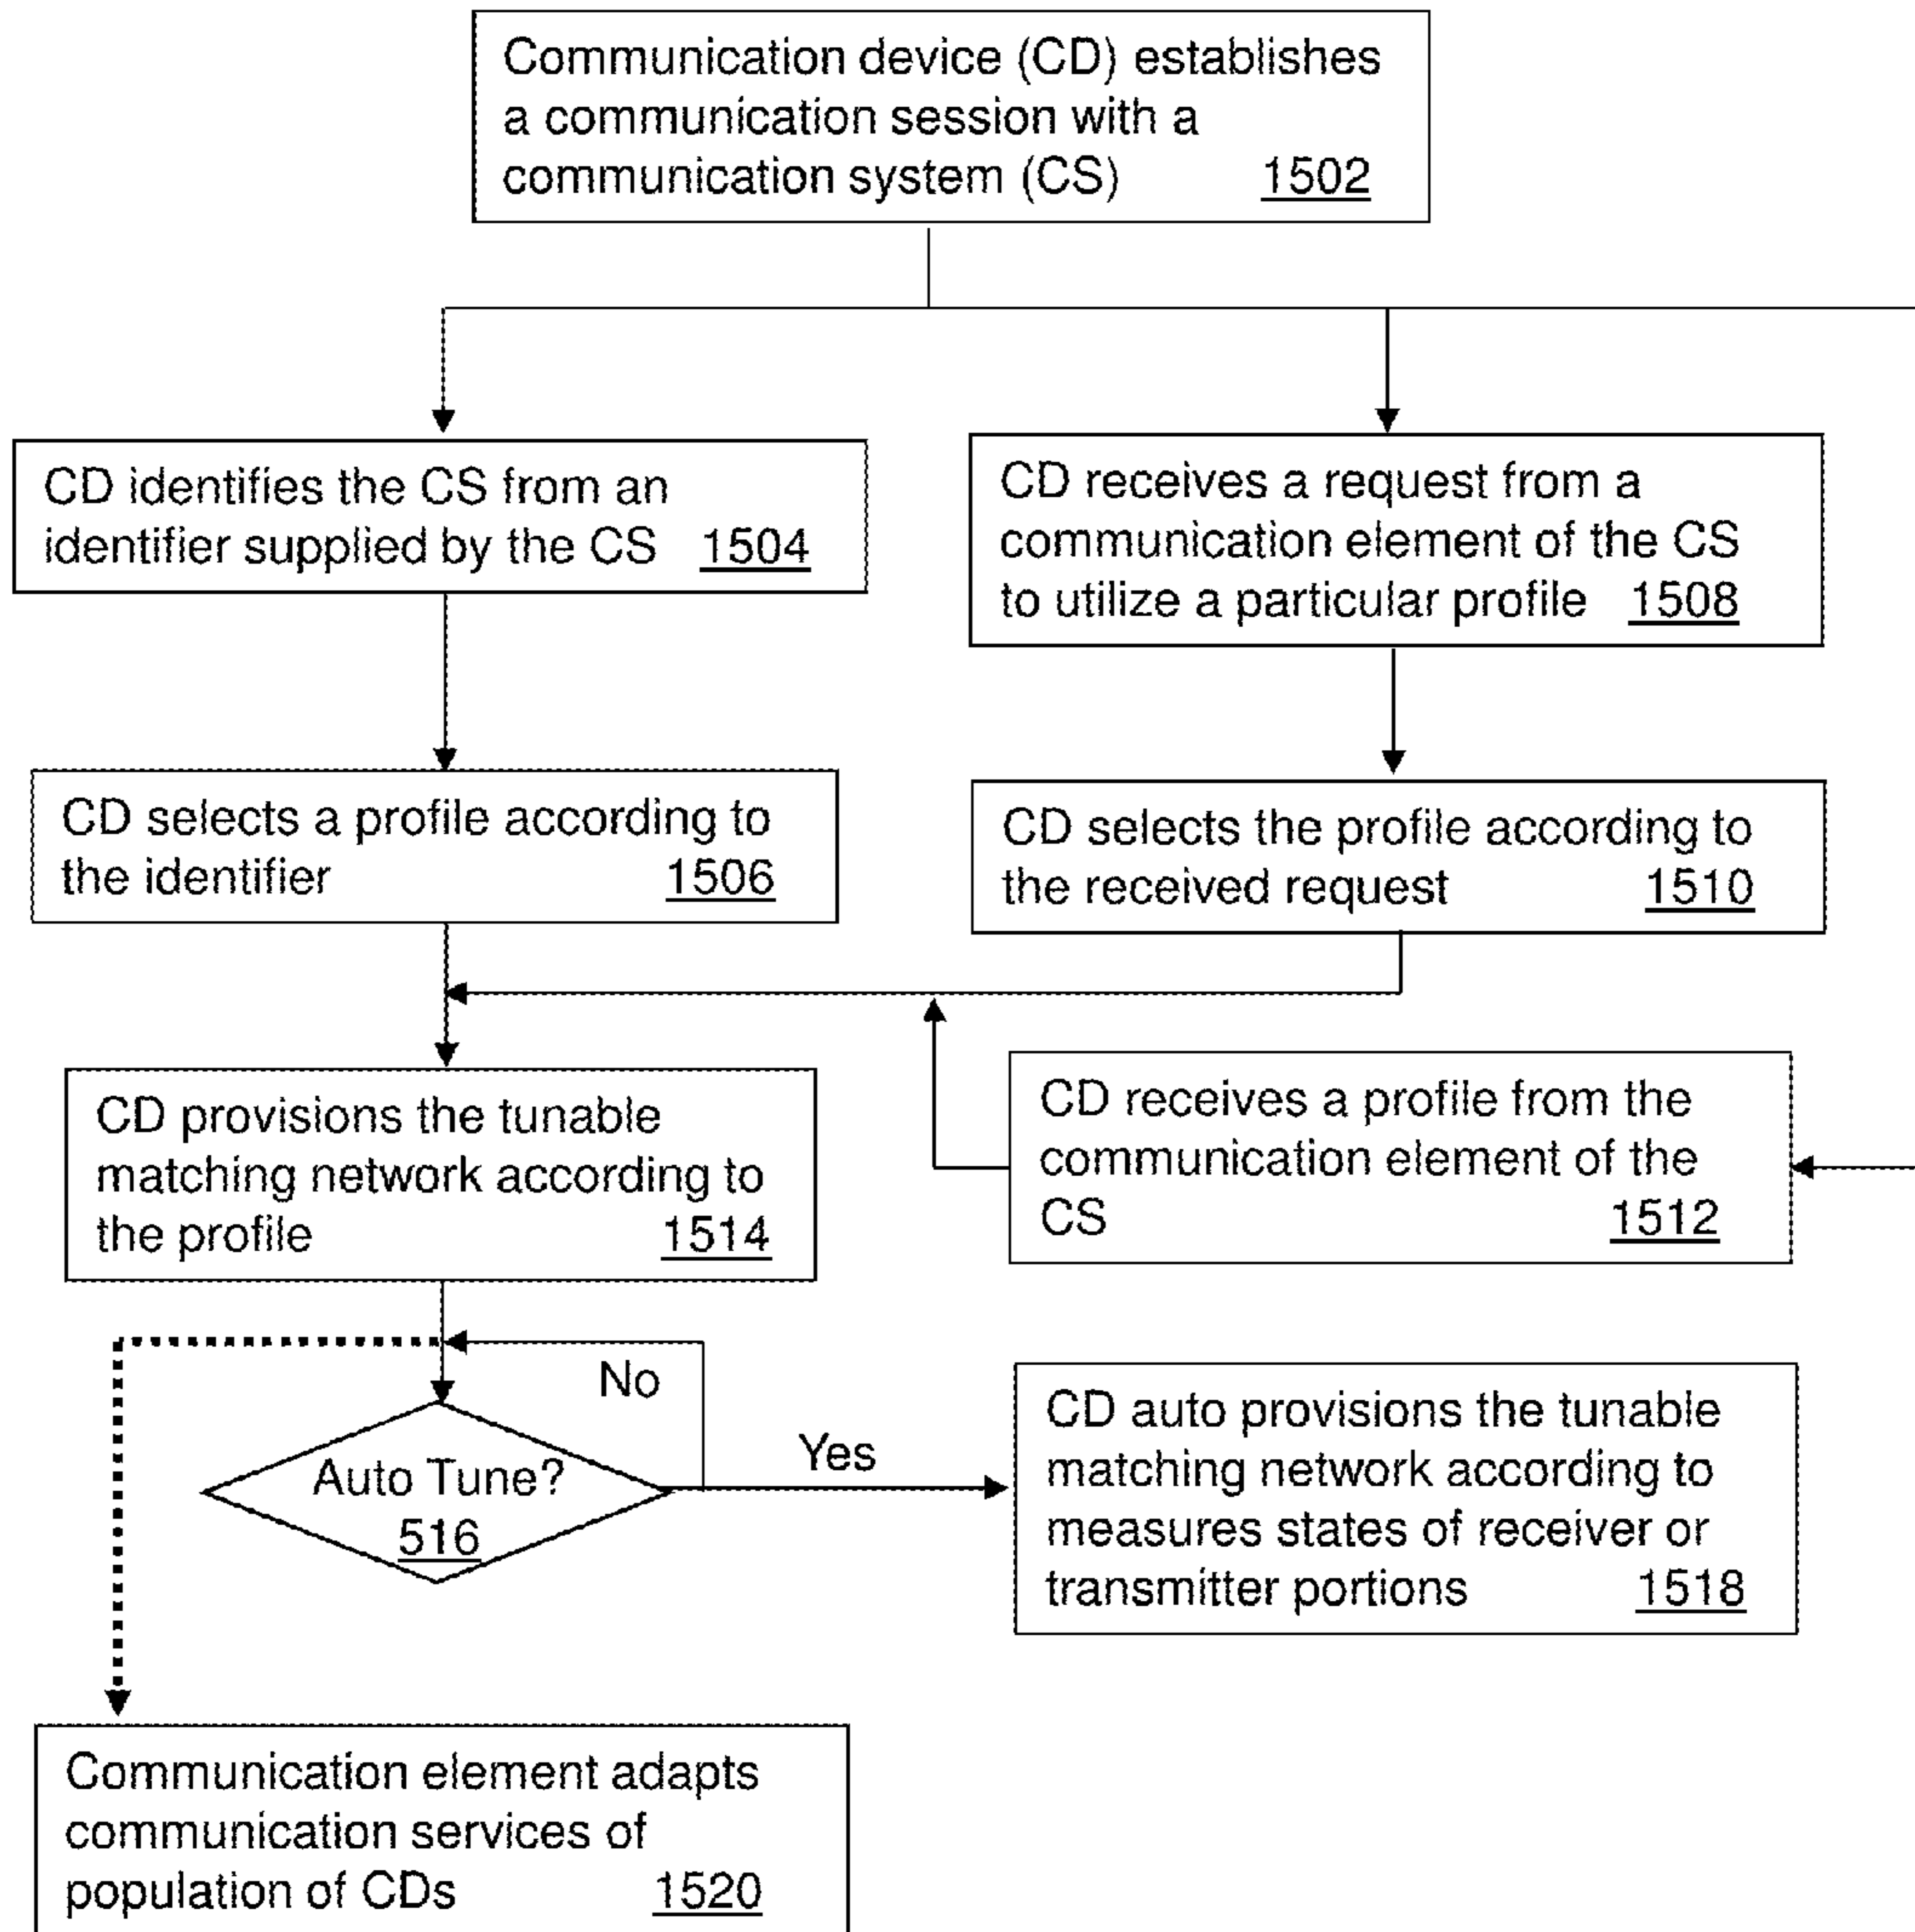 Communication device (CD) establishes
a communication session with a
communication system (CS) 1502
CD identifies the CS from an
identifier supplied by the CS 1504
CD receives a request from a
communication element of the CS
to utilize a particular profile 1508
CD selects a profile according to
the identifier 1506
CD selects the profile according to
the received request 1510
CD provisions the tunable
matching network according to
the profile 1514
CD receives a profile from the
communication element of the
CS 1512
No
Yes
Auto Tune?
516
CD auto provisions the tunable
matching network according to
measures states of receiver or
transmitter portions 1518
Communication element adapts
communication services of
population of CDs 1520